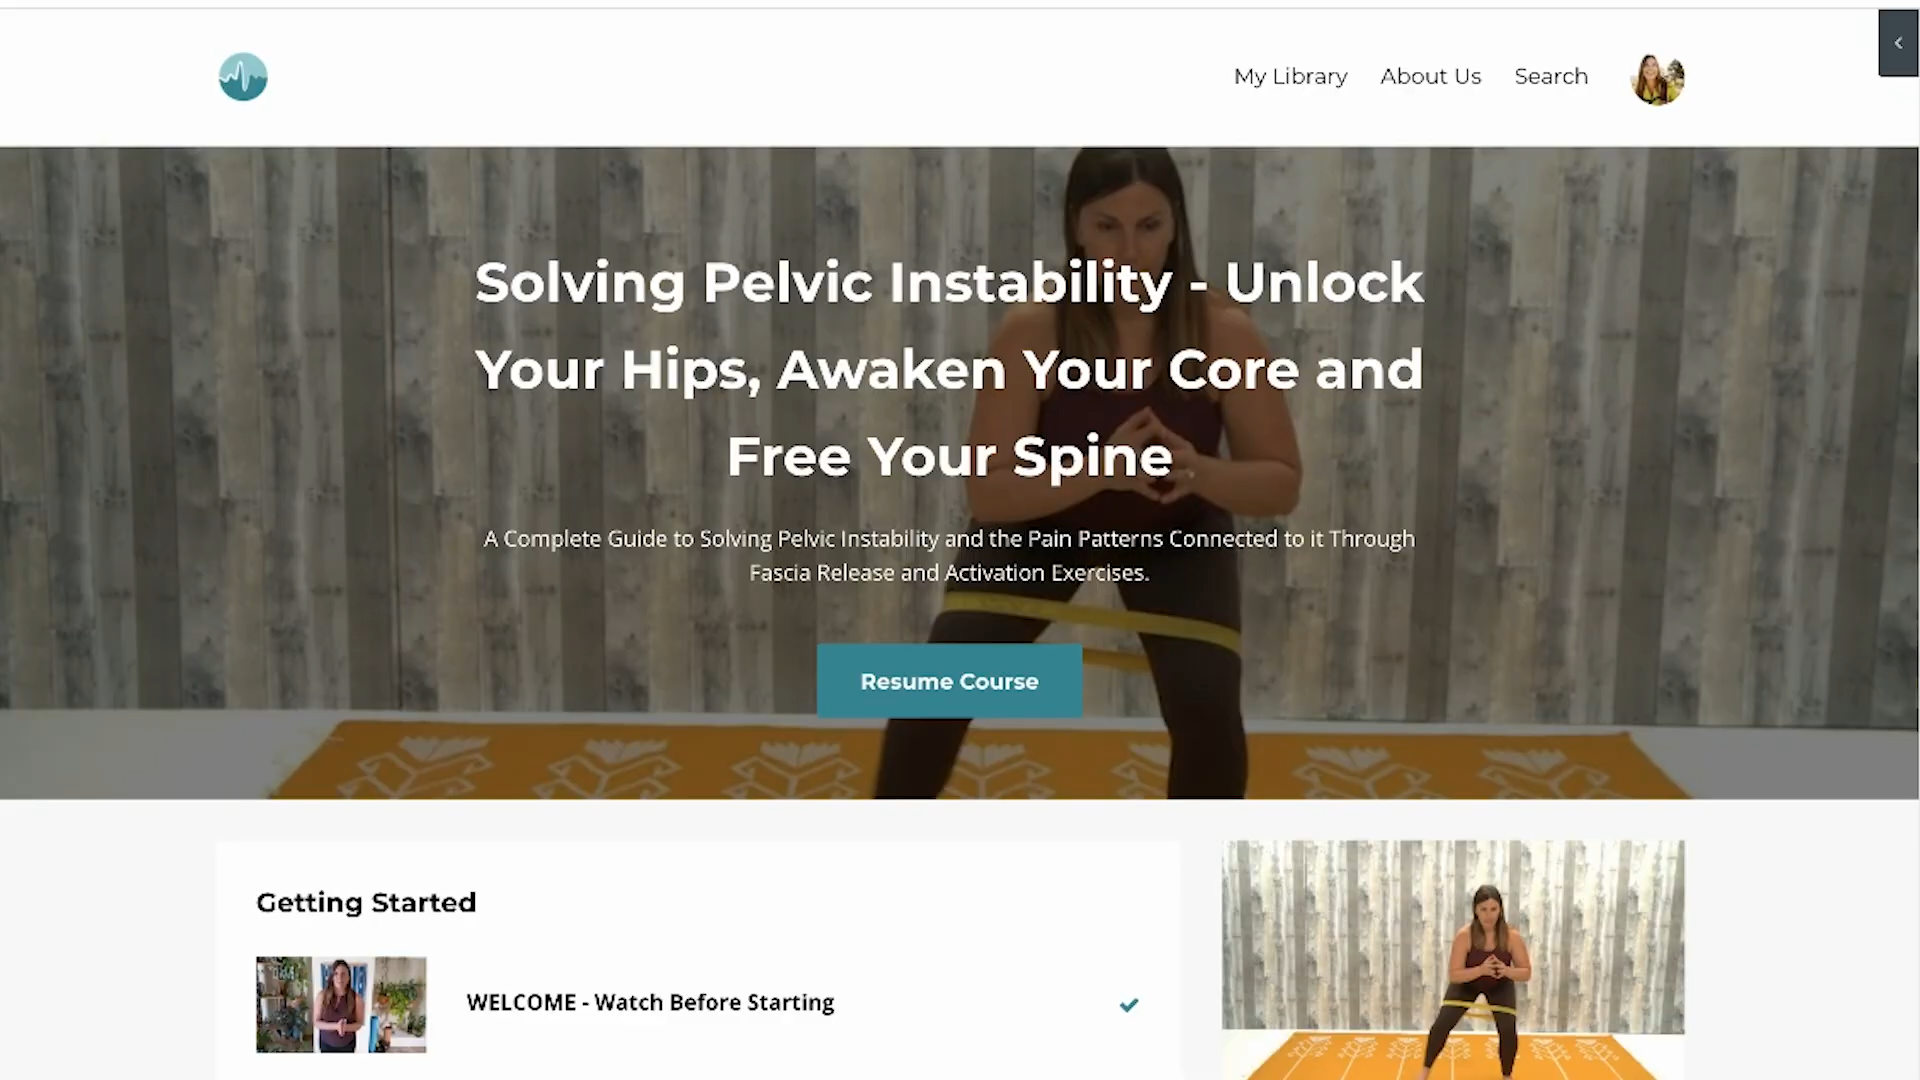 My Library About Us Search
Solving Pelvic Instability - Unlock
Your Hips, Awaken Your Core and
Free Your Spine
A Complete Guide to Solving Pelvic Instability and the Pain Patterns Connected to it Through
Fascia Release and Activation Exercises.
Resume Course
Getting Started
WELCOME - Watch Before Starting